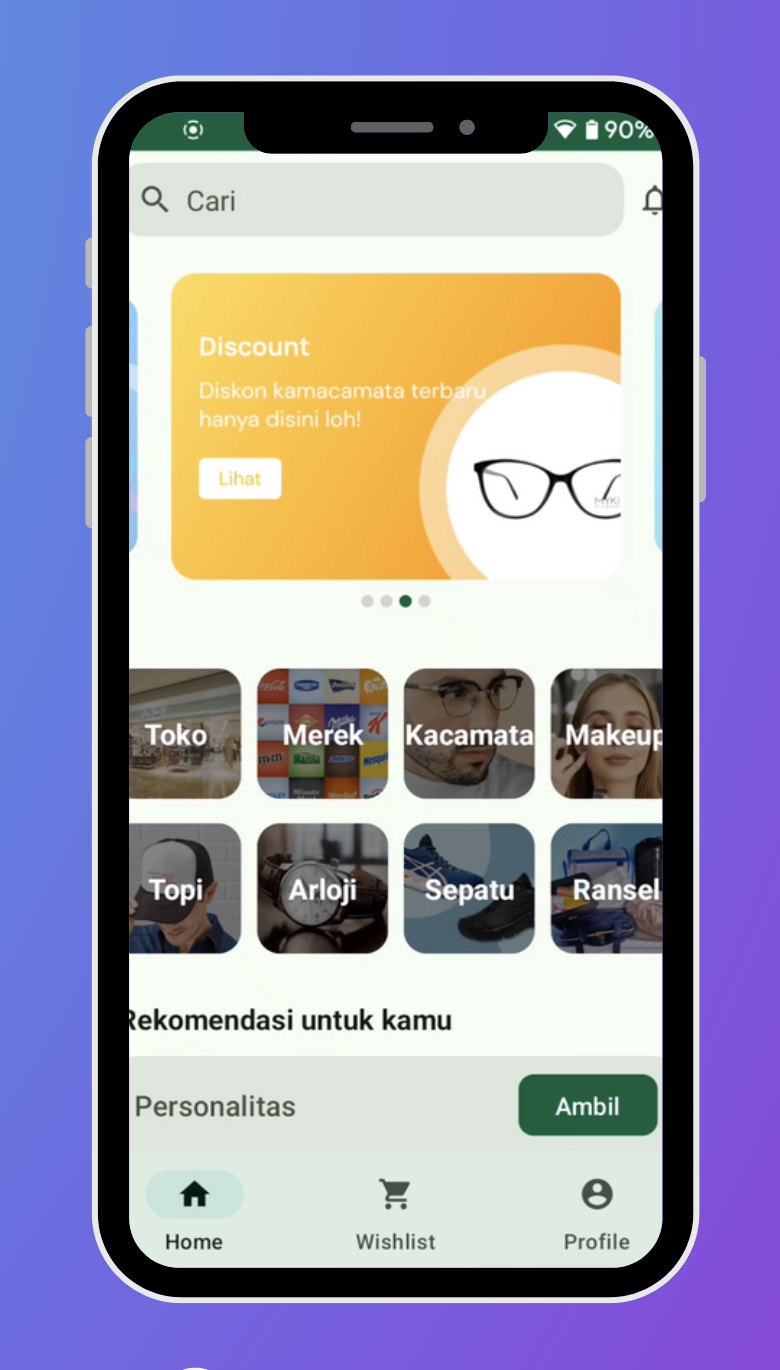 90%
Cari
Discount
Diskon kamacamata terbaru
hanya disini loh!
Lihat
Toko
Merek
Kacamata
Makeup
Topi
Arloji
Sepatu
Ransel
Rekomendasi untuk kamu
Personalitas
Ambil
Home
Wishlist
Profile